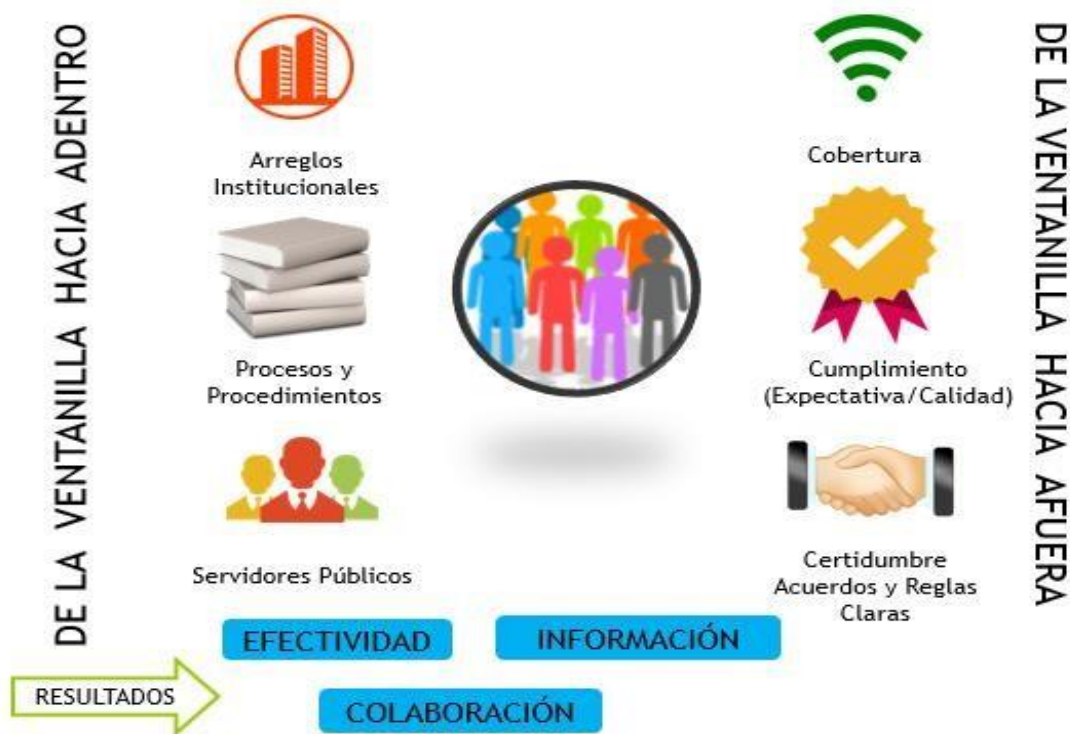 DE LA VENTANILLA HACIA ADENTRO
Arreglos
Institucionales
Procesos y
Procedimientos
Servidores Públicos
Cobertura
Cumplimiento
(Expectativa/Calidad)
Certidumbre
Acuerdos y Reglas
Claras
DE LA VENTANILLA HACIA AFUERA
EFECTIVIDAD
INFORMACIÓN
RESULTADOS
COLABORACIÓN